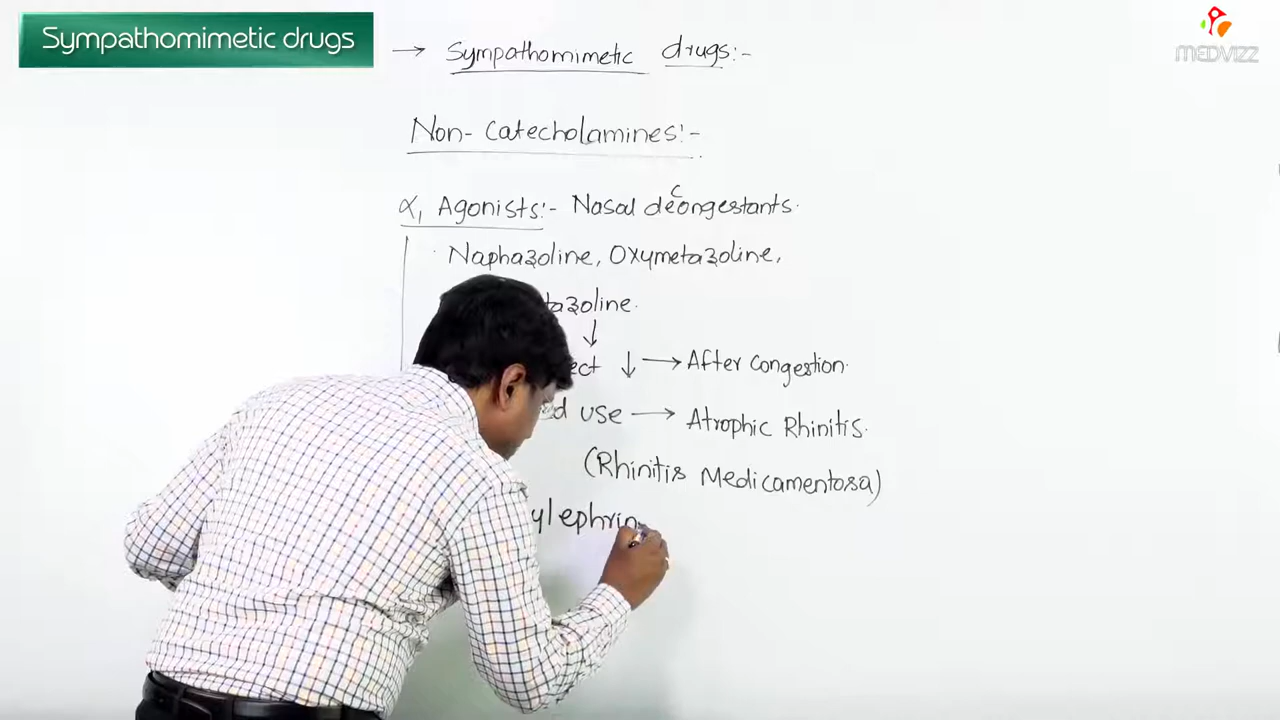 Sympathomimetic drugs
MEDVIZZ
→ Sympathomimetic drugs:-
Non-Catecholamines:-
α₁ Agonists:- Nasal decongestants.
Naphazoline, Oxymetazoline,
tazoline.
↓
ect ↓ → After Congestion.
d use → Atrophic Rhinitis.
(Rhinitis Medicamentosa)
ylephrin